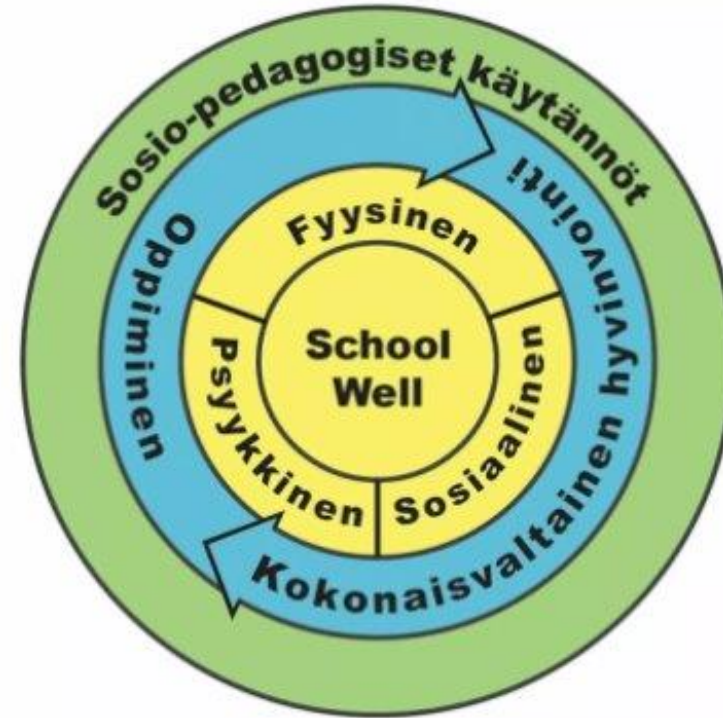 Sosio-pedagogiset käytännöt
Oppiminen
Kokonaisvaltainen hyvinvointi
Fyysinen
Psyykkinen
Sosiaalinen
School
Well